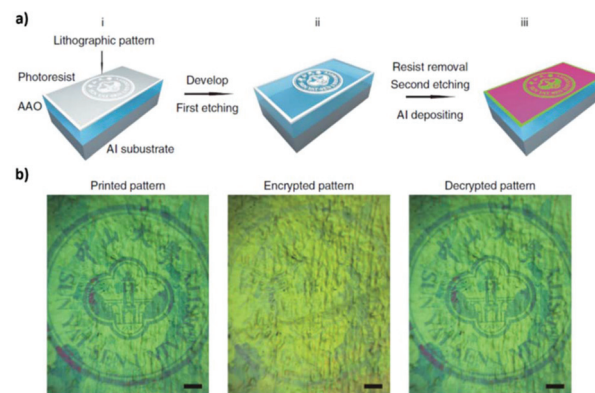 a)
i
ii
iii
Lithographic pattern
Photoresist
AAO
Al subustrate
Develop
First etching
Resist removal
Second etching
Al depositing
b)
Printed pattern
Encrypted pattern
Decrypted pattern